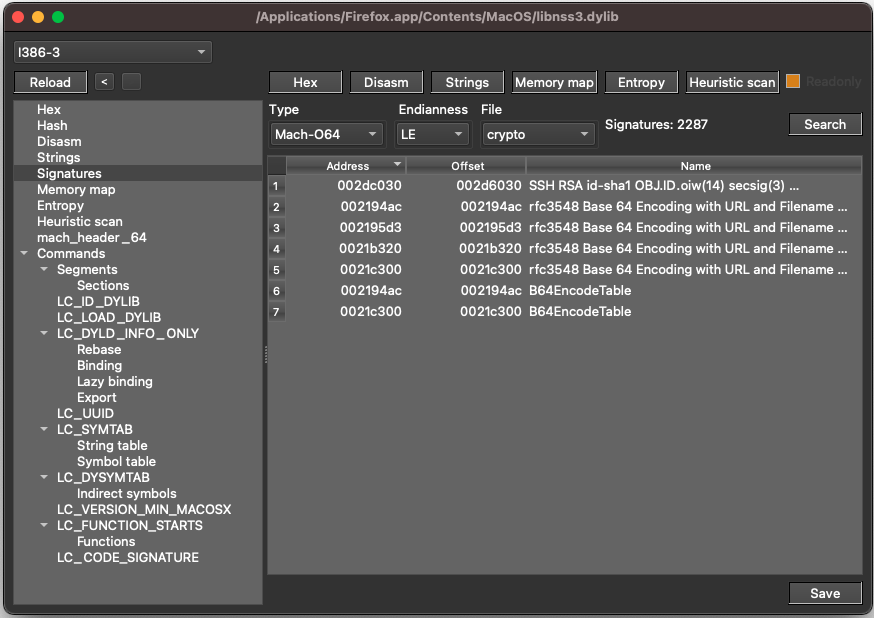 /Applications/Firefox.app/Contents/MacOS/libnss3.dylib
I386-3
Reload < Hex Disasm Strings Memory map Entropy Heuristic scan Readonly
Hex
Hash
Disasm
Strings
Signatures
Memory map
Entropy
Heuristic scan
mach_header_64
Commands
Segments
Sections
LC_ID_DYLIB
LC_LOAD_DYLIB
LC_DYLD_INFO_ONLY
Rebase
Binding
Lazy binding
Export
LC_UUID
LC_SYMTAB
String table
Symbol table
LC_DYSYMTAB
Indirect symbols
LC_VERSION_MIN_MACOSX
LC_FUNCTION_STARTS
Functions
LC_CODE_SIGNATURE
Type Endianness File
Mach-O64 LE crypto Signatures: 2287 Search
Address Offset Name
1 002dc030 002d6030 SSH RSA id-sha1 OBJ.ID.oiw(14) secsig(3) ...
2 002194ac 002194ac rfc3548 Base 64 Encoding with URL and Filename ...
3 002195d3 002195d3 rfc3548 Base 64 Encoding with URL and Filename ...
4 0021b320 0021b320 rfc3548 Base 64 Encoding with URL and Filename ...
5 0021c300 0021c300 rfc3548 Base 64 Encoding with URL and Filename ...
6 002194ac 002194ac B64EncodeTable
7 0021c300 0021c300 B64EncodeTable
Save